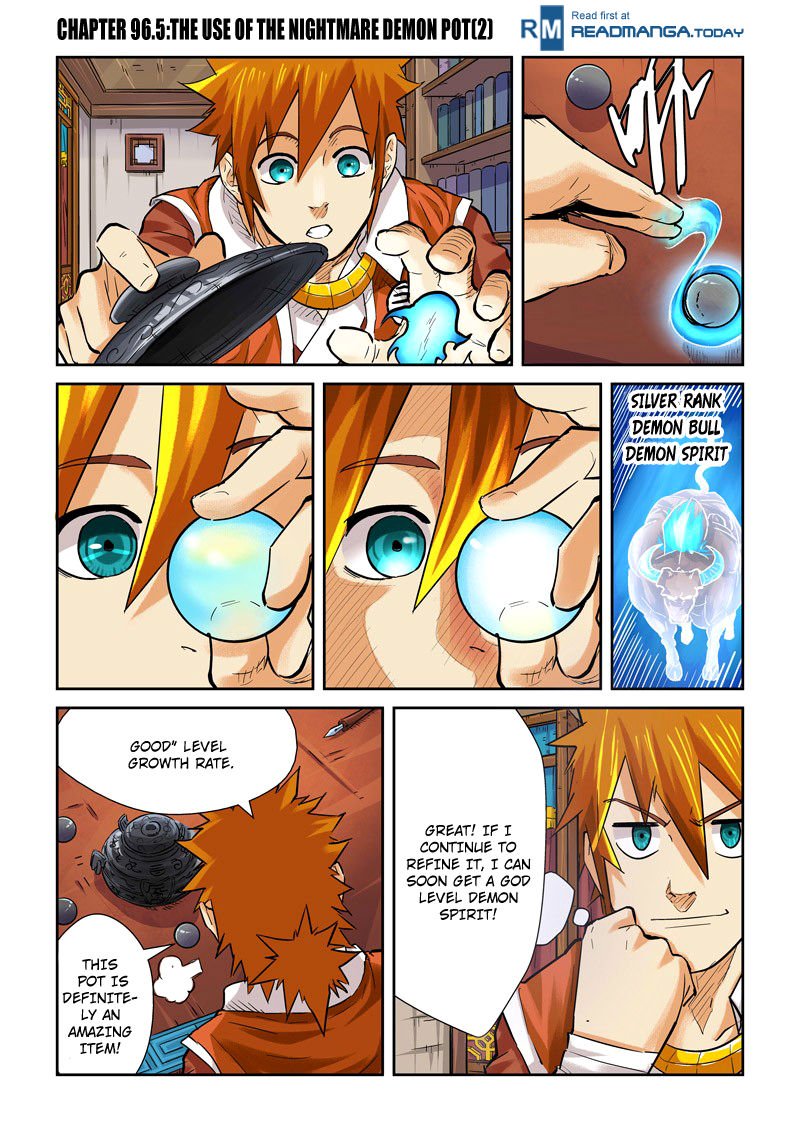 CHAPTER 96.5:THE USE OF THE NIGHTMARE DEMON POT(2)
RM
Read first at
READMANGA.TODAY
SILVER RANK
DEMON BULL
DEMON SPIRIT
GOOD" LEVEL
GROWTH RATE.
THIS
POT IS
DEFINITE-
LY AN
AMAZING
ITEM!
GREAT! IF I
CONTINUE TO
REFINE IT, I CAN
SOON GET A GOD
LEVEL DEMON
SPIRIT!